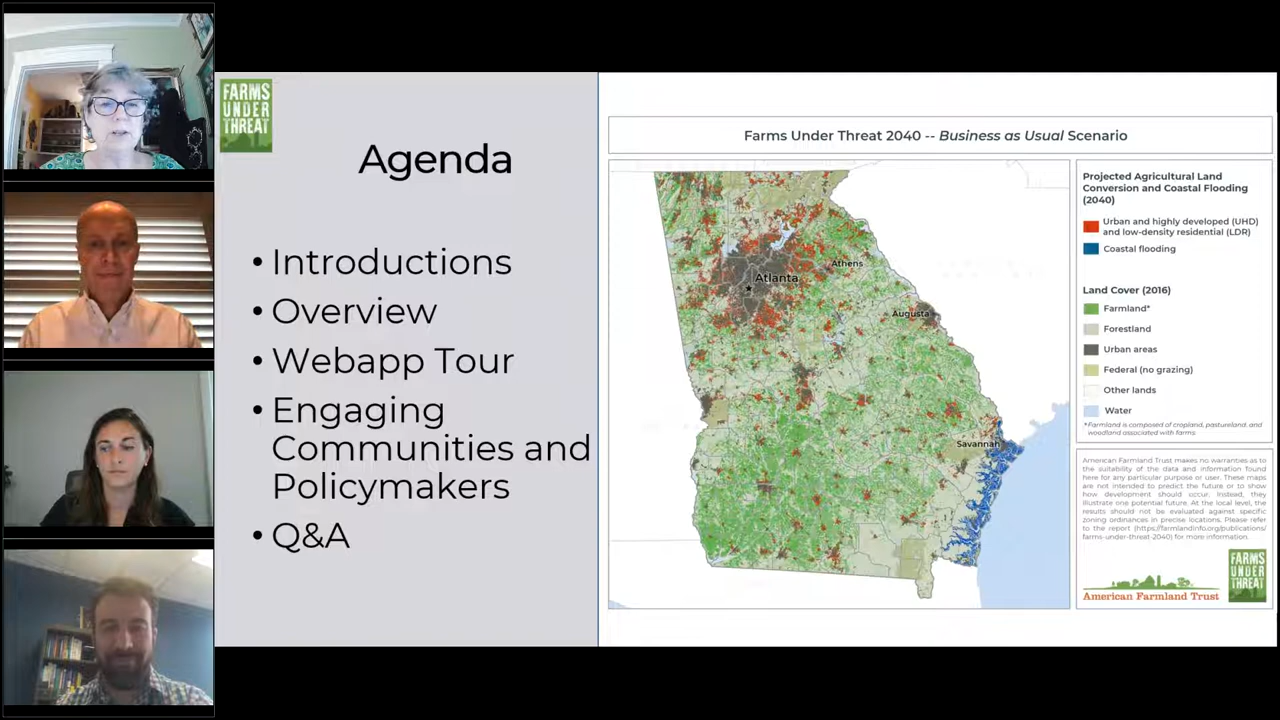 FARMS
UNDER
THREAT
Agenda
• Introductions
• Overview
• Webapp Tour
• Engaging
Communities and
Policymakers
• Q&A
Farms Under Threat 2040 -- Business as Usual Scenario
Athens
Atlanta
Augusta
Savannah
Projected Agricultural Land
Conversion and Coastal Flooding
(2040)
Urban and highly developed (UHD)
and low-density residential (LDR)
Coastal flooding
Land Cover (2016)
Farmland*
Forestland
Urban areas
Federal (no grazing)
Other lands
Water
*Farmland is composed of cropland, pastureland, and
woodland associated with farms.
American Farmland Trust makes no warranties as to
the suitability of the data and information found
here for any particular purpose or user. These maps
are not intended to predict the future or to show
how development should occur. Instead, they
illustrate one potential future. At the local level, the
results should not be evaluated against specific
zoning ordinances in precise locations. Please refer
to the report (https://farmlandinfo.org/publications/
farms-under-threat-2040) for more information.
American Farmland Trust
FARMS
UNDER
THREAT